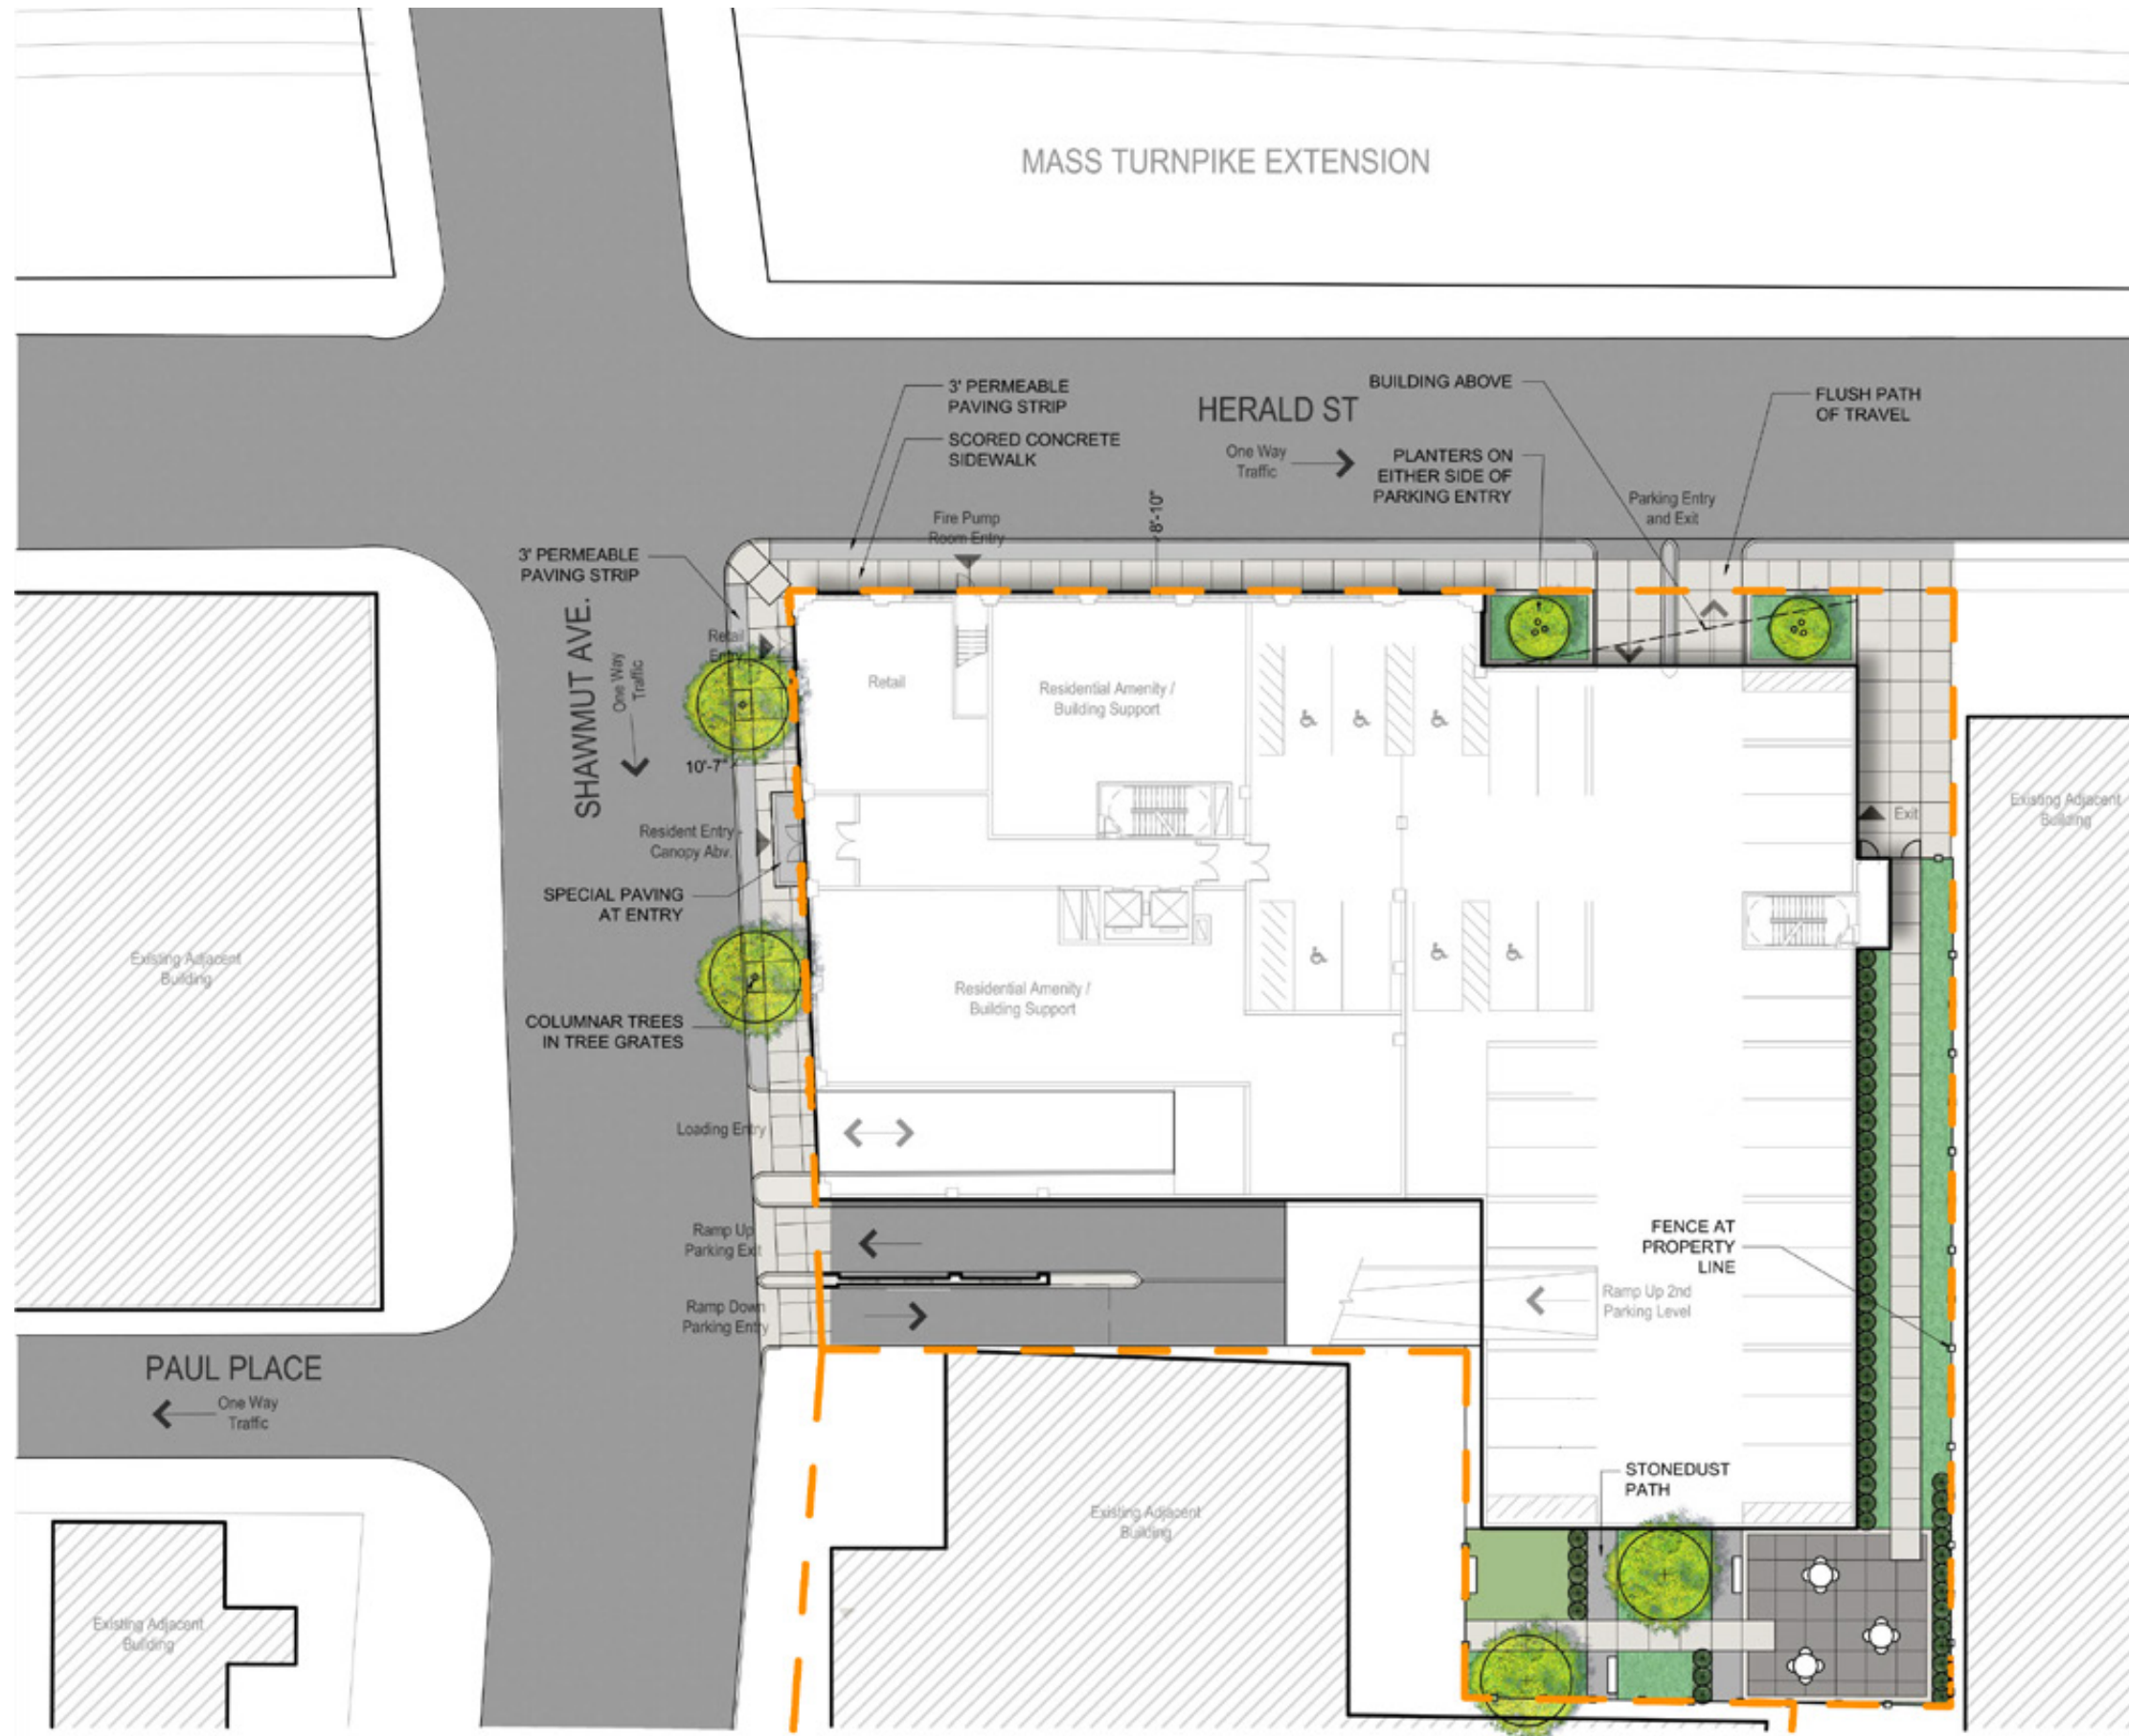 MASS TURNPIKE EXTENSION
3' PERMEABLE
PAVING STRIP
SCORED CONCRETE
SIDEWALK
HERALD ST
One Way
Traffic
BUILDING ABOVE
FLUSH PATH
OF TRAVEL
PLANTERS ON
EITHER SIDE OF
PARKING ENTRY
Parking Entry
and Exit
Fire Pump
Room Entry
8'-10"
3' PERMEABLE
PAVING STRIP
SHAWMUT AVE.
One Way
Traffic
Retail
Entry
Retail
Residential Amenity /
Building Support
10'-7"
Resident Entry -
Canopy Abv.
SPECIAL PAVING
AT ENTRY
Exit
Existing Adjacent
Building
Existing Adjacent
Building
Residential Amenity /
Building Support
COLUMNAR TREES
IN TREE GRATES
Loading Entry
Ramp Up
Parking Exit
Ramp Down
Parking Entry
FENCE AT
PROPERTY
LINE
Ramp Up 2nd
Parking Level
PAUL PLACE
One Way
Traffic
STONEDUST
PATH
Existing Adjacent
Building
Existing Adjacent
Building